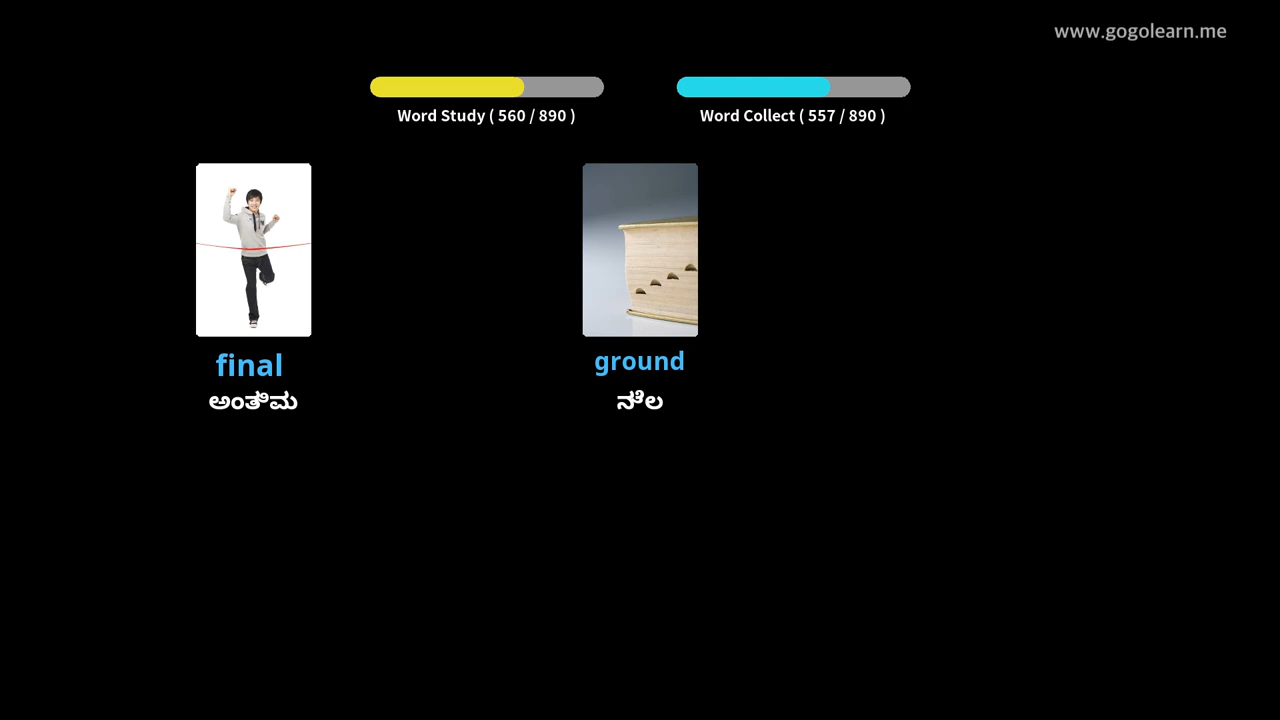 www.gogolearn.me
Word Study ( 560 / 890 )
Word Collect ( 557 / 890 )
final
ಅಂತಿಮ
ground
ನೆಲ